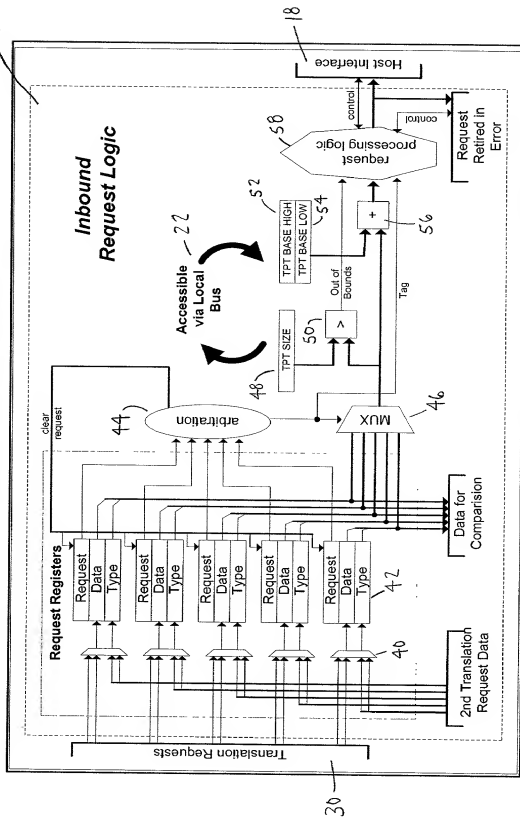 Inbound
Request Logic
18
Host Interface
control
control
58
request
processing logic
Request
Retired in
Error
52
TPT BASE HIGH
TPT BASE LOW
54
+
56
Accessible
via Local
Bus
22
Out of
Bounds
Tag
48
TPT SIZE
50
<
clear
request
44
arbitration
MUX
46
Request Registers
Request
Data
Type
Request
Data
Type
Request
Data
Type
Request
Data
Type
Request
Data
Type
42
40
Data for
Comparision
2nd Translation
Request Data
Translation Requests
30